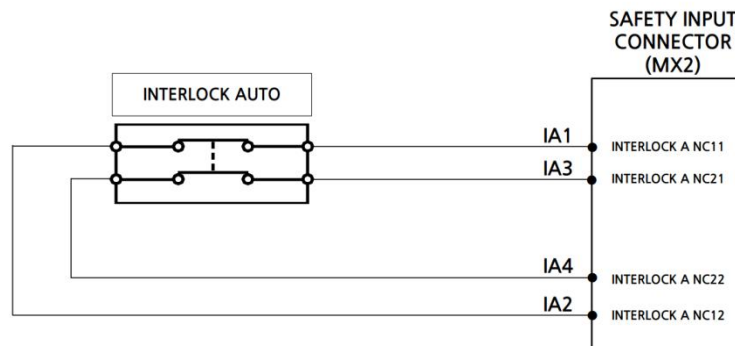 SAFETY INPUT
CONNECTOR
(MX2)
INTERLOCK AUTO
IA1
INTERLOCK A NC11
IA3
INTERLOCK A NC21
IA4
INTERLOCK A NC22
IA2
INTERLOCK A NC12